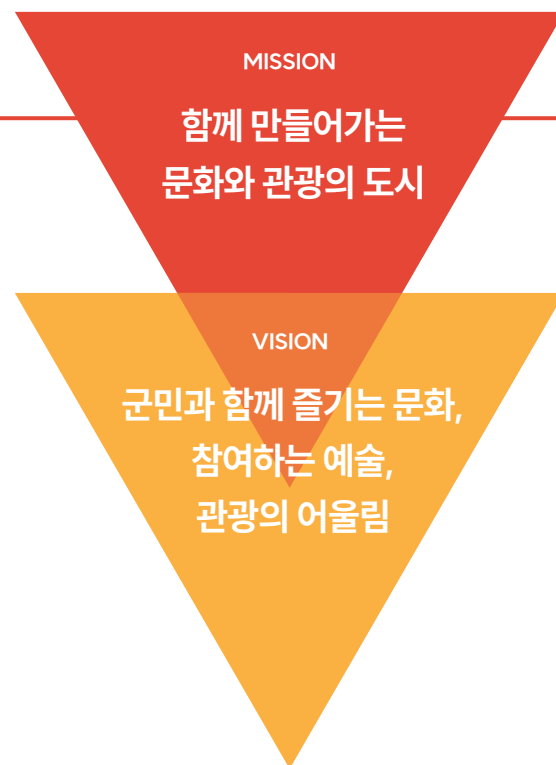 MISSION
함께 만들어가는
문화와 관광의 도시
VISION
군민과 함께 즐기는 문화,
참여하는 예술,
관광의 어울림